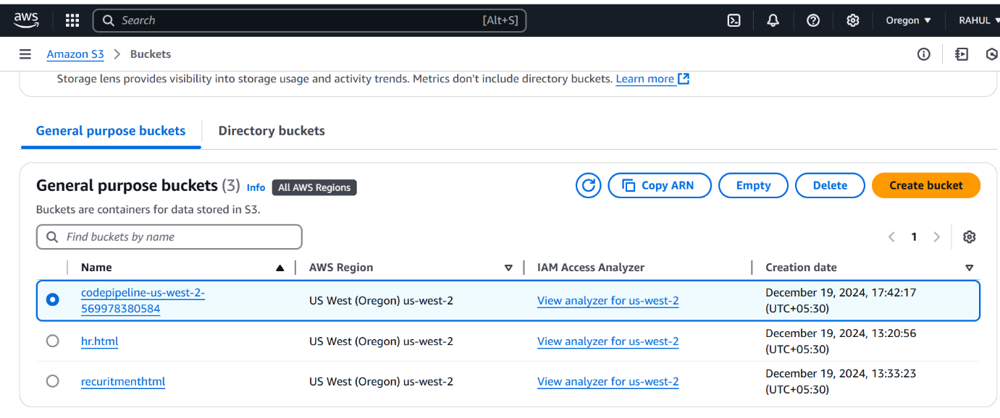 aws
Search [Alt+S] Oregon RAHUL
Amazon S3 Buckets
Storage lens provides visibility into storage usage and activity trends. Metrics don't include directory buckets. Learn more
General purpose buckets Directory buckets
General purpose buckets (3) Info All AWS Regions Copy ARN Empty Delete Create bucket
Buckets are containers for data stored in S3.
Find buckets by name 1
Name AWS Region IAM Access Analyzer Creation date
codepipeline-us-west-2-
569978380584 US West (Oregon) us-west-2 View analyzer for us-west-2 December 19, 2024, 17:42:17
(UTC+05:30)
hr.html US West (Oregon) us-west-2 View analyzer for us-west-2 December 19, 2024, 13:20:56
(UTC+05:30)
recuritmenthtml US West (Oregon) us-west-2 View analyzer for us-west-2 December 19, 2024, 13:33:23
(UTC+05:30)